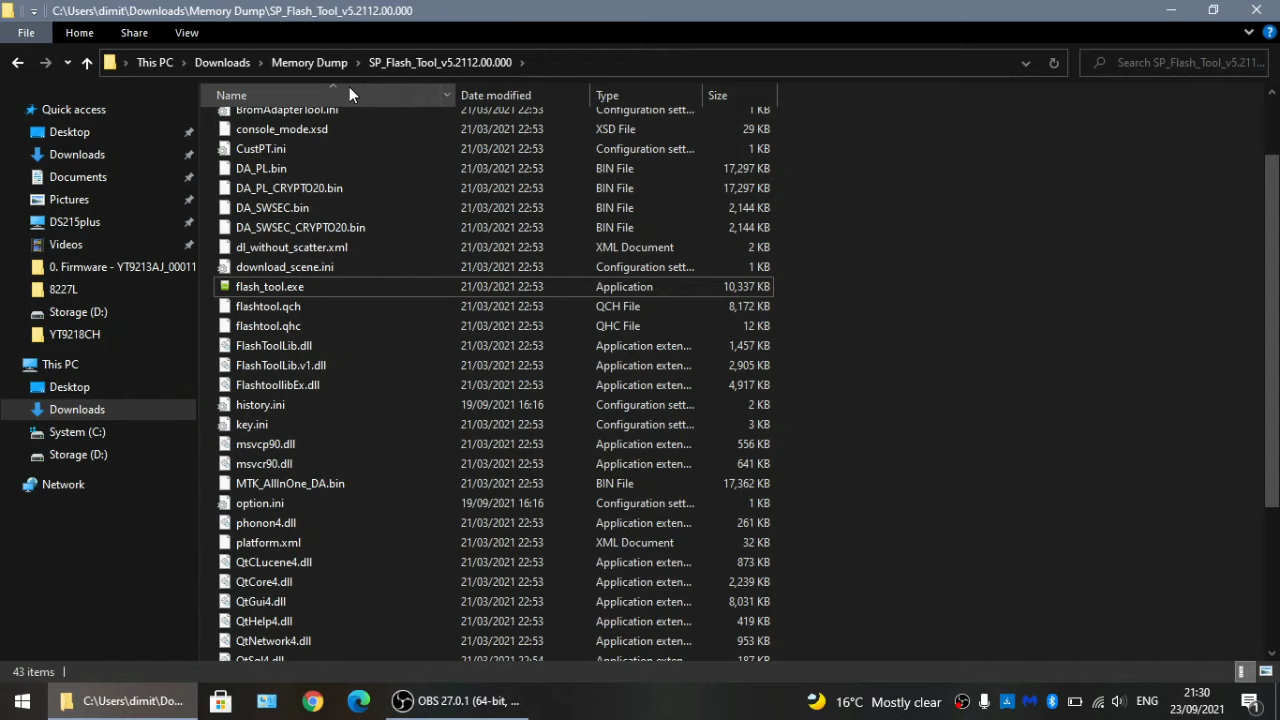 C:\Users\dimit\Downloads\Memory Dump\SP_Flash_Tool_v5.2112.00.000
File Home Share View
This PC > Downloads > Memory Dump > SP_Flash_Tool_v5.2112.00.000 > Search SP_Flash_Tool_v5.211...
Name Date modified Type Size
Quick access
Desktop
Downloads
Documents
Pictures
DS215plus
Videos
0. Firmware - YT9213AJ_00011
8227L
Storage (D:)
YT9218CH
This PC
Desktop
Downloads
System (C:)
Storage (D:)
Network
BromAdapterTool.ini 21/03/2021 22:53 Configuration sett... 1 KB
console_mode.xsd 21/03/2021 22:53 XSD File 29 KB
CustPT.ini 21/03/2021 22:53 Configuration sett... 1 KB
DA_PL.bin 21/03/2021 22:53 BIN File 17,297 KB
DA_PL_CRYPTO20.bin 21/03/2021 22:53 BIN File 17,297 KB
DA_SWSEC.bin 21/03/2021 22:53 BIN File 2,144 KB
DA_SWSEC_CRYPTO20.bin 21/03/2021 22:53 BIN File 2,144 KB
dl_without_scatter.xml 21/03/2021 22:53 XML Document 2 KB
download_scene.ini 21/03/2021 22:53 Configuration sett... 1 KB
flash_tool.exe 21/03/2021 22:53 Application 10,337 KB
flashtool.qch 21/03/2021 22:53 QCH File 8,172 KB
flashtool.qhc 21/03/2021 22:53 QHC File 12 KB
FlashToolLib.dll 21/03/2021 22:53 Application exten... 1,457 KB
FlashToolLib.v1.dll 21/03/2021 22:53 Application exten... 2,905 KB
FlashtoollibEx.dll 21/03/2021 22:53 Application exten... 4,917 KB
history.ini 19/09/2021 16:16 Configuration sett... 2 KB
key.ini 21/03/2021 22:53 Configuration sett... 3 KB
msvcp90.dll 21/03/2021 22:53 Application exten... 556 KB
msvcr90.dll 21/03/2021 22:53 Application exten... 641 KB
MTK_AllInOne_DA.bin 21/03/2021 22:53 BIN File 17,362 KB
option.ini 19/09/2021 16:16 Configuration sett... 1 KB
phonon4.dll 21/03/2021 22:53 Application exten... 261 KB
platform.xml 21/03/2021 22:53 XML Document 32 KB
QtCLucene4.dll 21/03/2021 22:53 Application exten... 873 KB
QtCore4.dll 21/03/2021 22:53 Application exten... 2,239 KB
QtGui4.dll 21/03/2021 22:53 Application exten... 8,031 KB
QtHelp4.dll 21/03/2021 22:53 Application exten... 419 KB
QtNetwork4.dll 21/03/2021 22:53 Application exten... 953 KB
QtSql4.dll 21/03/2021 22:54 Application exten... 187 KB
43 items
C:\Users\dimit\Do... OBS 27.0.1 (64-bit, ... 16°C Mostly clear ENG 21:30
23/09/2021 1